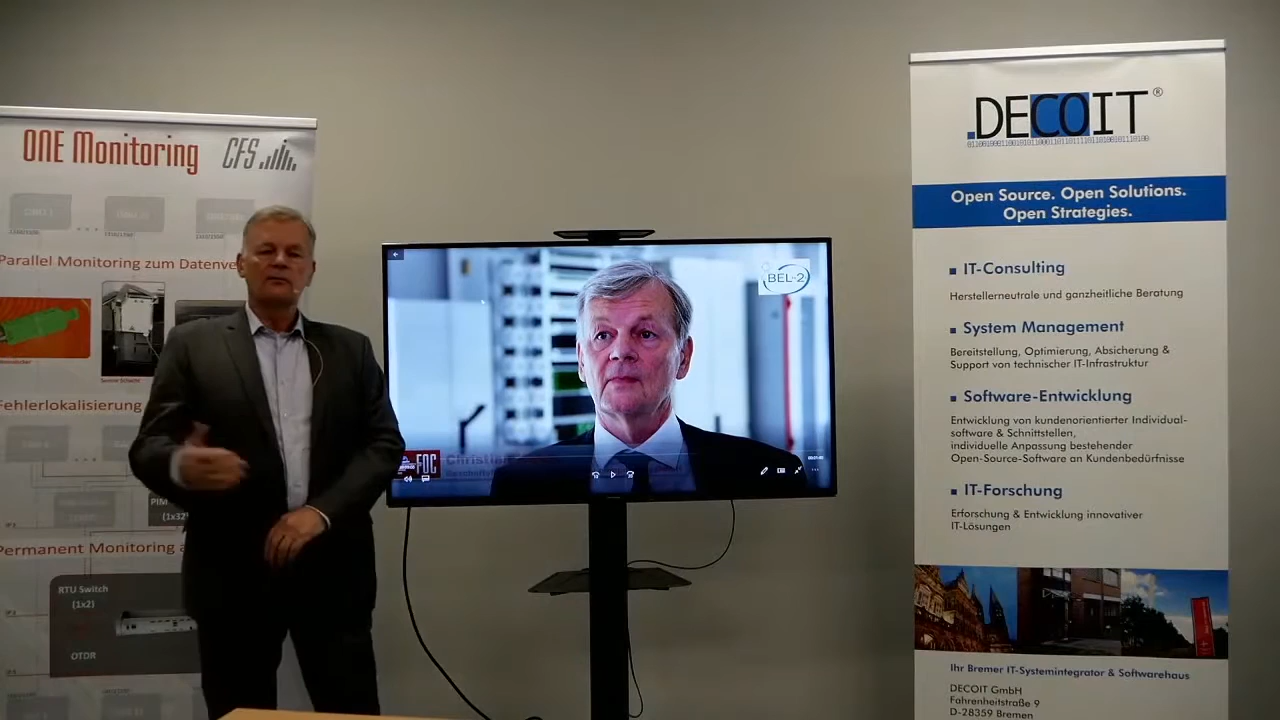 ONE Monitoring
CFS
Parallel Monitoring zum Datenve
Fehlerlokalisierung
(1x32)
Permanent Monitoring a
RTU Switch
(1x2)
OTDR
BEL-2
FOC
.DECOIT®
Open Source. Open Solutions.
Open Strategies.
IT-Consulting
Herstellerneutrale und ganzheitliche Beratung
System Management
Bereitstellung, Optimierung, Absicherung &
Support von technischer IT-Infrastruktur
Software-Entwicklung
Entwicklung von kundenorientierter Individual-
software & Schnittstellen,
individuelle Anpassung bestehender
Open-Source-Software an Kundenbedürfnisse
IT-Forschung
Erforschung & Entwicklung innovativer
IT-Lösungen
Ihr Bremer IT-Systemintegrator & Softwarehaus
DECOIT GmbH
Fahrenheitstraße 9
D-28359 Bremen